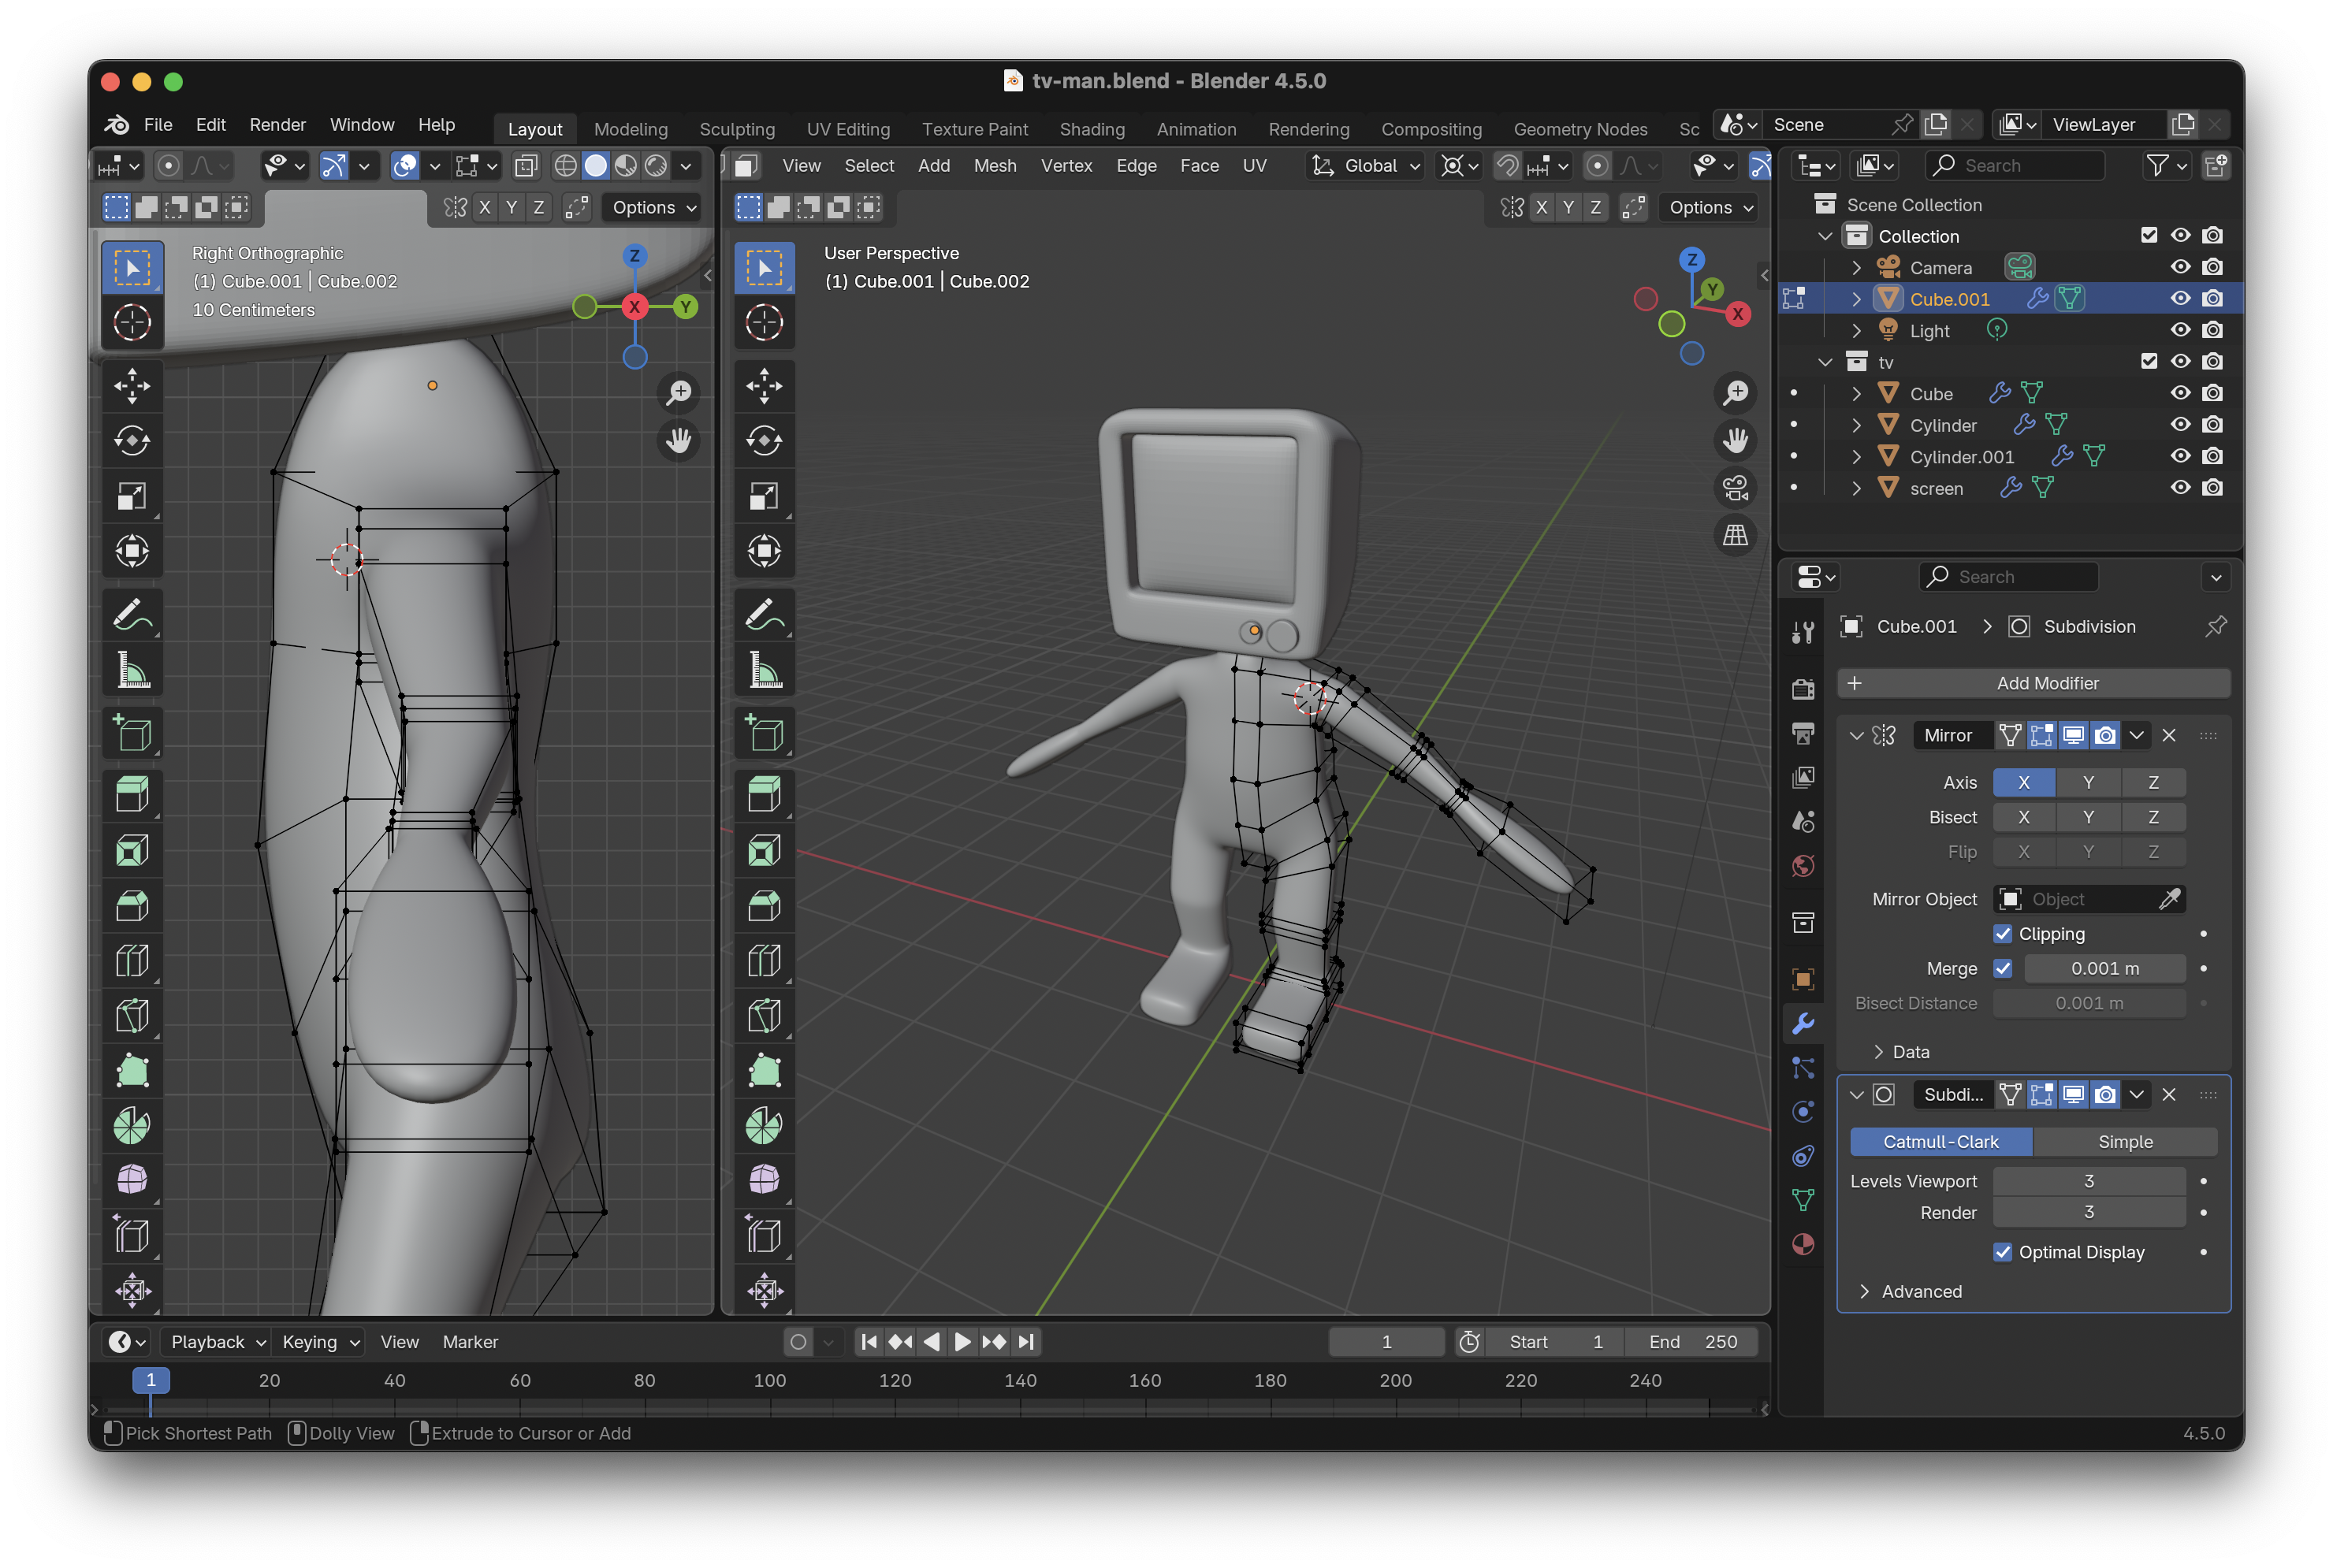 tv-man.blend - Blender 4.5.0
File Edit Render Window Help Layout Modeling Sculpting UV Editing Texture Paint Shading Animation Rendering Compositing Geometry Nodes Sc Scene ViewLayer
View Select Add Mesh Vertex Edge Face UV Global Search
X Y Z Options X Y Z Options
Right Orthographic
(1) Cube.001 | Cube.002
10 Centimeters
Z
X
Y
User Perspective
(1) Cube.001 | Cube.002
Z
Y
X
Scene Collection
Collection
Camera
Cube.001
Light
tv
Cube
Cylinder
Cylinder.001
screen
Search
Cube.001 Subdivision
Add Modifier
Mirror
Axis X Y Z
Bisect X Y Z
Flip X Y Z
Mirror Object Object
Clipping
Merge 0.001 m
Bisect Distance 0.001 m
Data
Subdi...
Catmull-Clark Simple
Levels Viewport 3
Render 3
Optimal Display
Advanced
Playback Keying View Marker 1 Start 1 End 250
1 20 40 60 80 100 120 140 160 180 200 220 240
Pick Shortest Path Dolly View Extrude to Cursor or Add 4.5.0